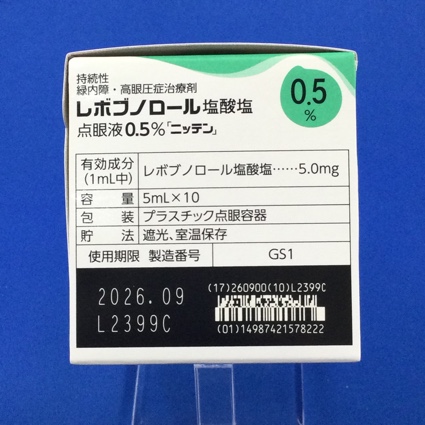 持続性
緑内障・高眼圧症治療剤
レボブノロール塩酸塩
点眼液0.5%「ニッテン」
0.5
%
有効成分
(1mL中)
レボブノロール塩酸塩……5.0mg
容 量 5mL×10
包 装 プラスチック点眼容器
貯 法 遮光、室温保存
使用期限 製造番号 GS1
2026.09
L2399C
(17)260900(10)L2399C
(01)14987421578222